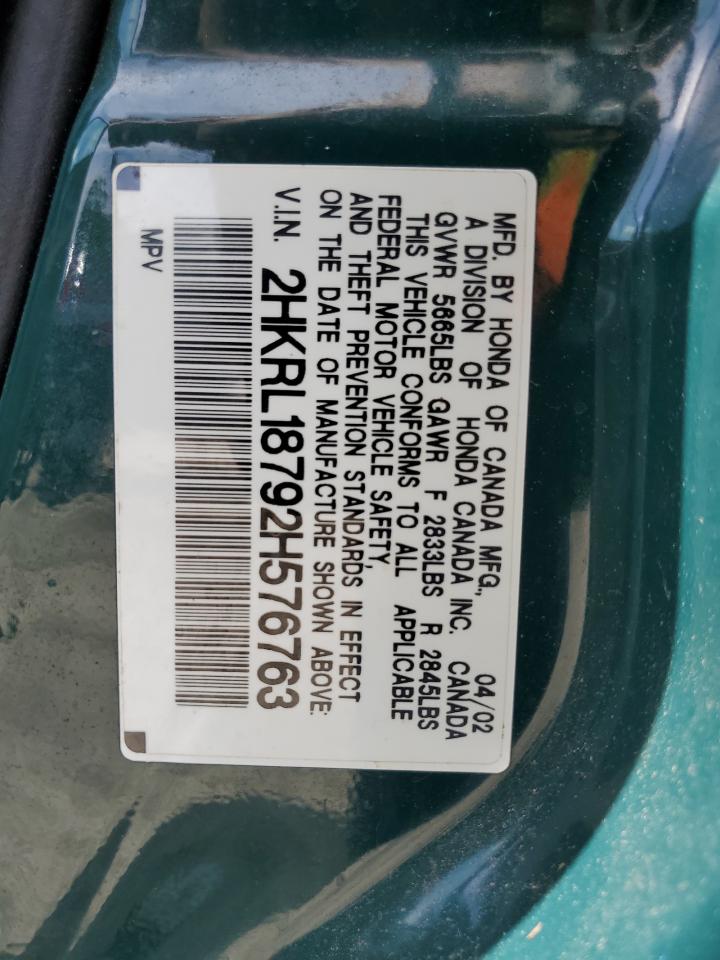 MFD. BY HONDA OF CANADA MFG., 04/02
A DIVISION OF HONDA CANADA INC. CANADA
GVWR 5665LBS GAWR F 2833LBS R 2845LBS
THIS VEHICLE CONFORMS TO ALL APPLICABLE
FEDERAL MOTOR VEHICLE SAFETY,
AND THEFT PREVENTION STANDARDS IN EFFECT
ON THE DATE OF MANUFACTURE SHOWN ABOVE:
V.I.N. 2HKRL18792H576763
MPV